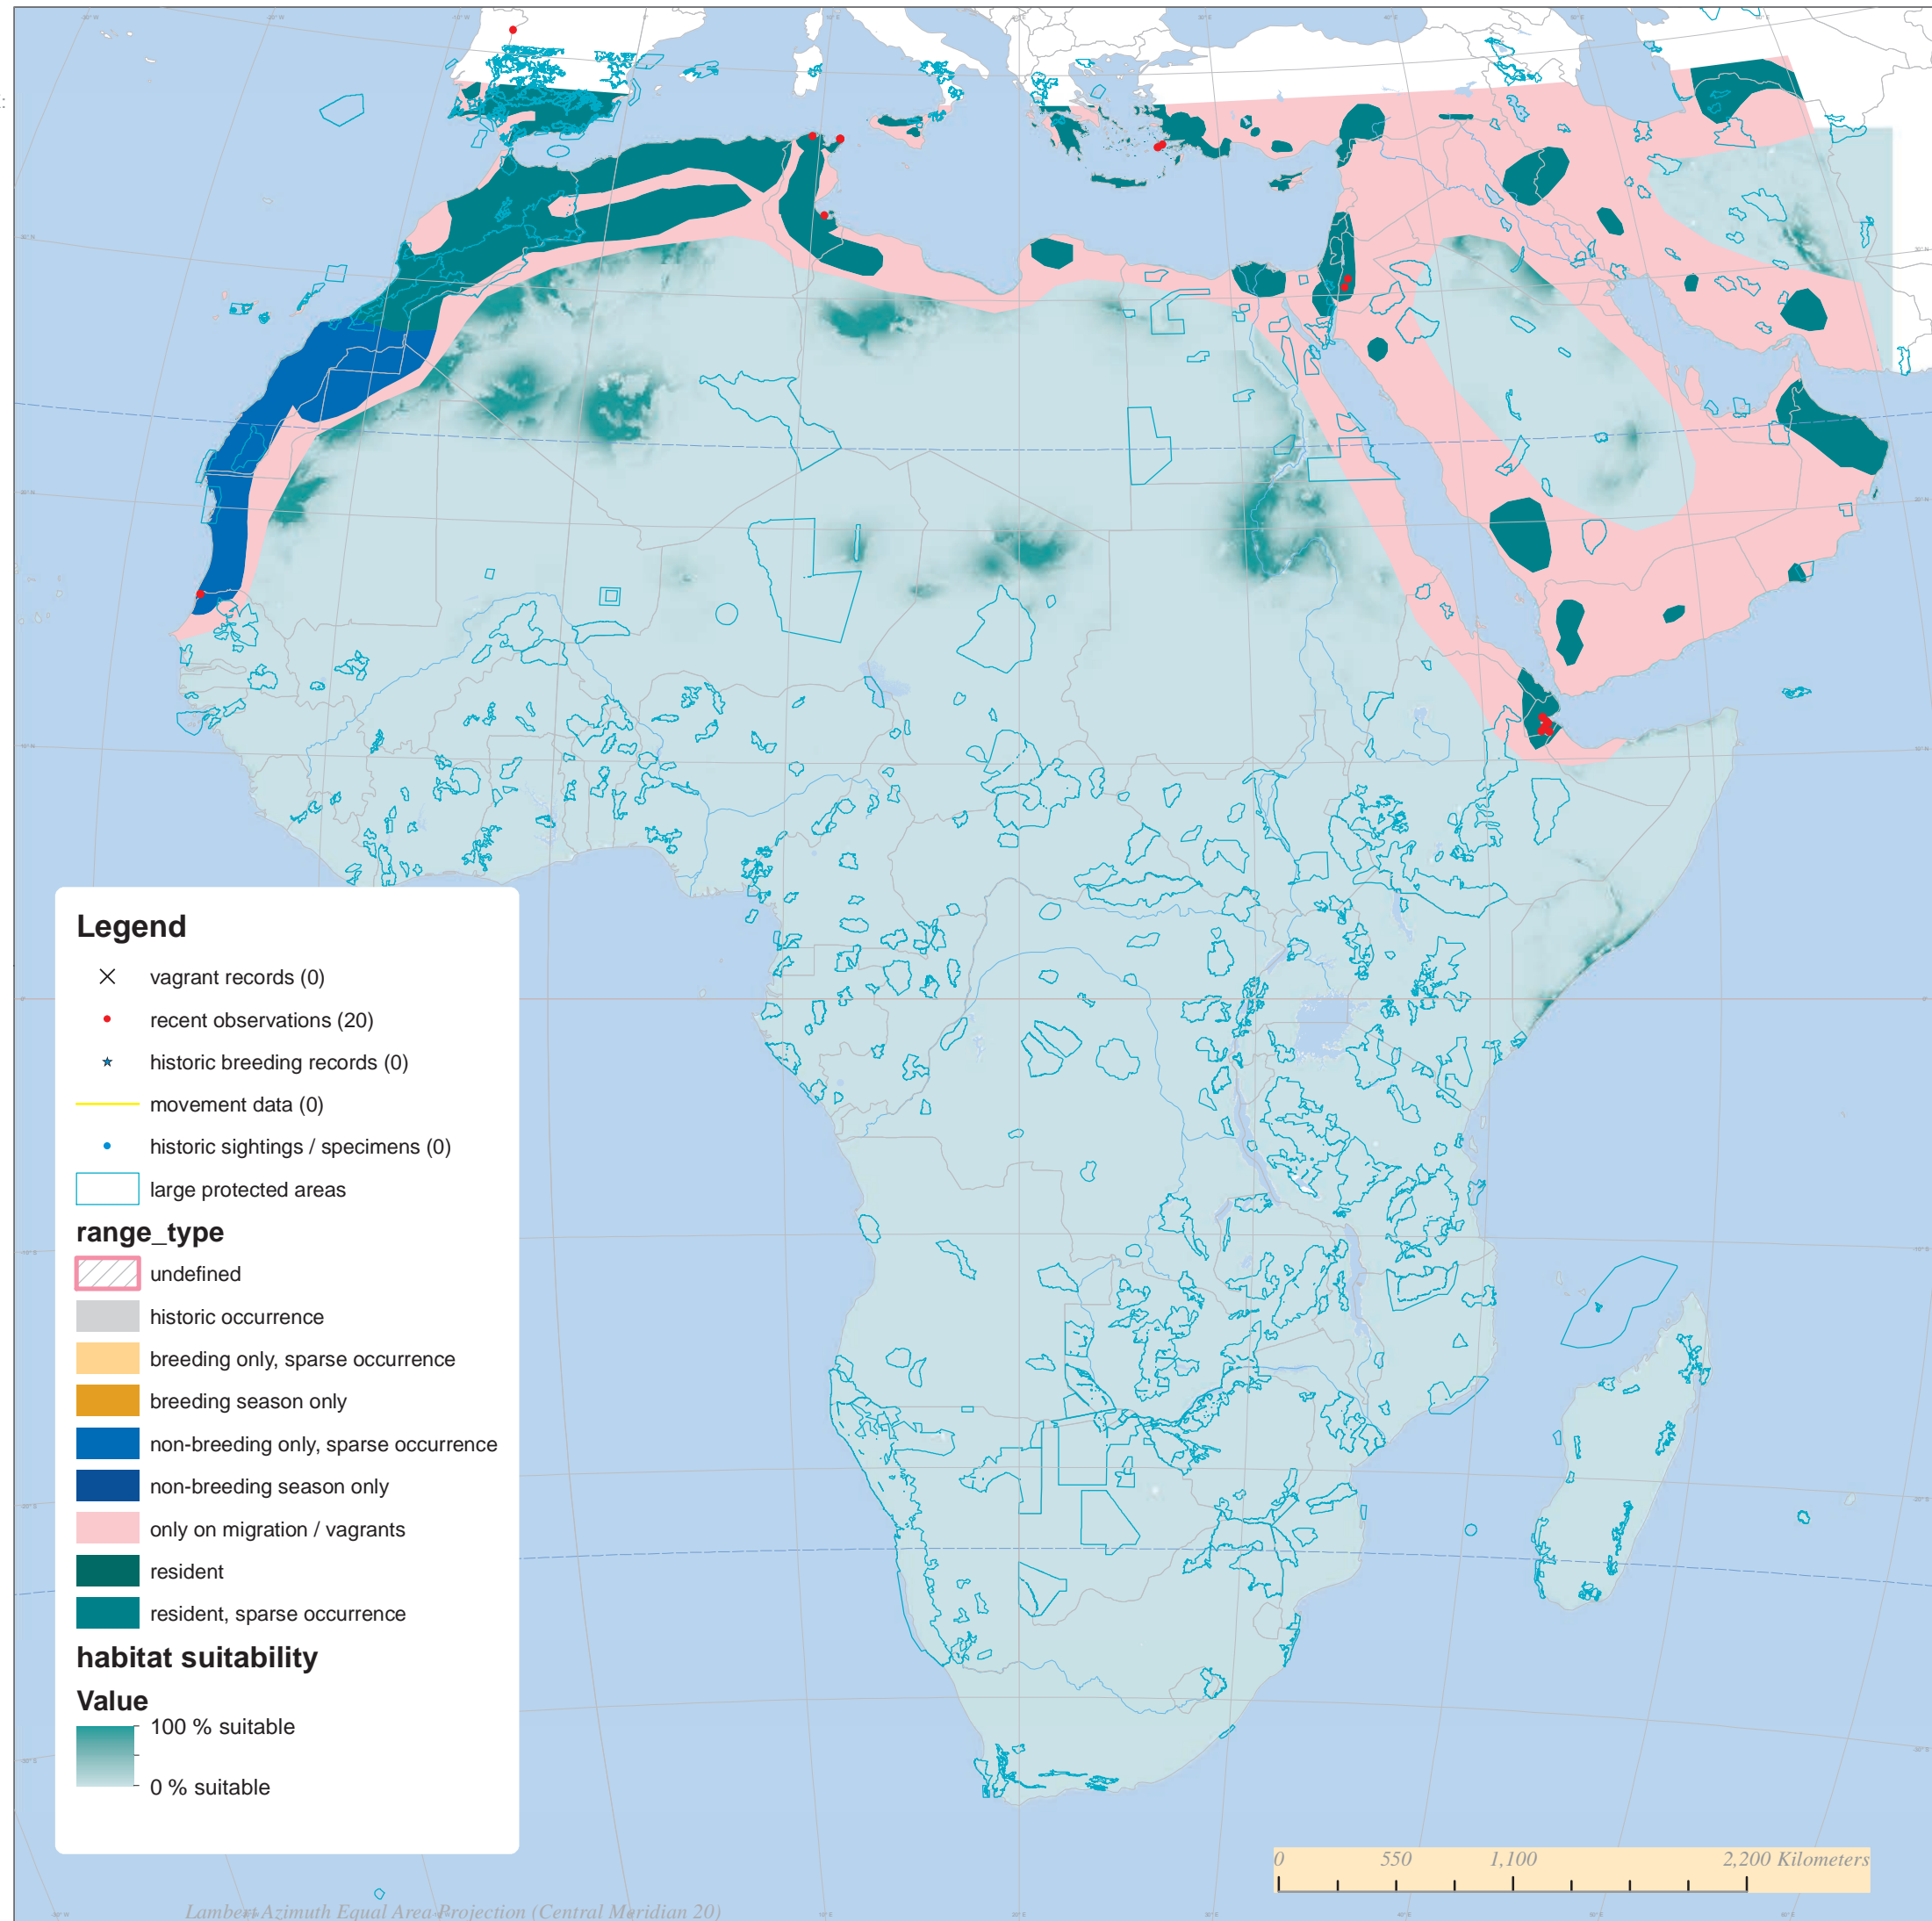 Legend
vagrant records (0)
recent observations (20)
historic breeding records (0)
movement data (0)
historic sightings / specimens (0)
large protected areas
range_type
undefined
historic occurrence
breeding only, sparse occurrence
breeding season only
non-breeding only, sparse occurrence
non-breeding season only
only on migration / vagrants
resident
resident, sparse occurrence
habitat suitability
Value
100 % suitable
0 % suitable
0 550 1,100 2,200 Kilometers
Lambert Azimuth Equal Area Projection (Central Meridian 20)